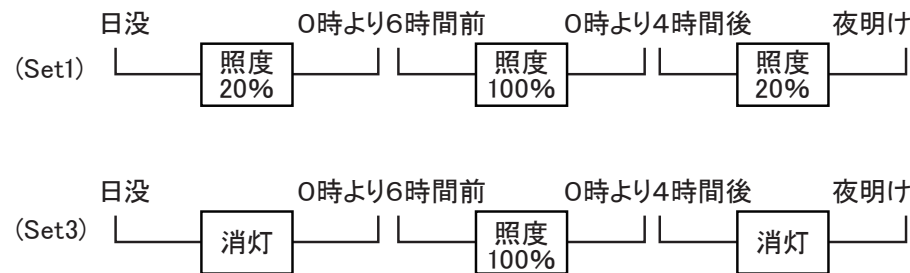 日没 0時より6時間前 0時より4時間後 夜明け
(Set1) 照度 20% 照度 100% 照度 20%
日没 0時より6時間前 0時より4時間後 夜明け
(Set3) 消灯 照度 100% 消灯